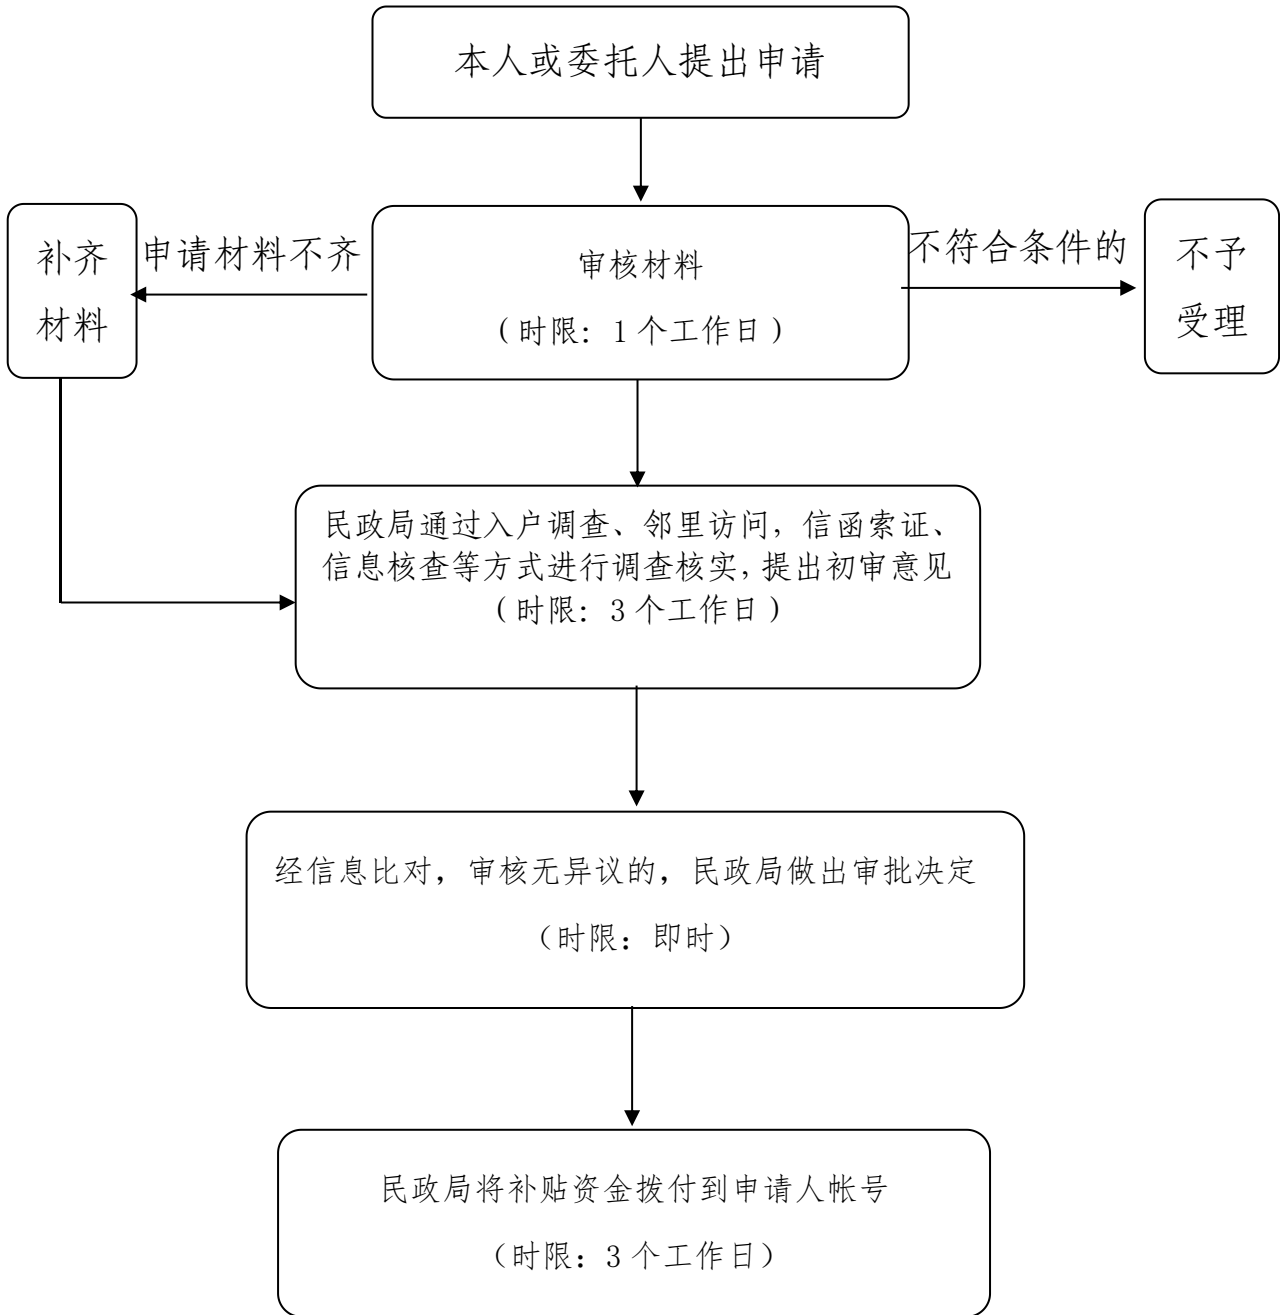 本人或委托人提出申请
补齐
材料
申请材料不齐
审核材料
（时限：1 个工作日）
不符合条件的
不予
受理
民政局通过入户调查、邻里访问，信函索证、
信息核查等方式进行调查核实，提出初审意见
（时限：3 个工作日）
经信息比对，审核无异议的，民政局做出审批决定
（时限：即时）
民政局将补贴资金拨付到申请人帐号
（时限：3 个工作日）